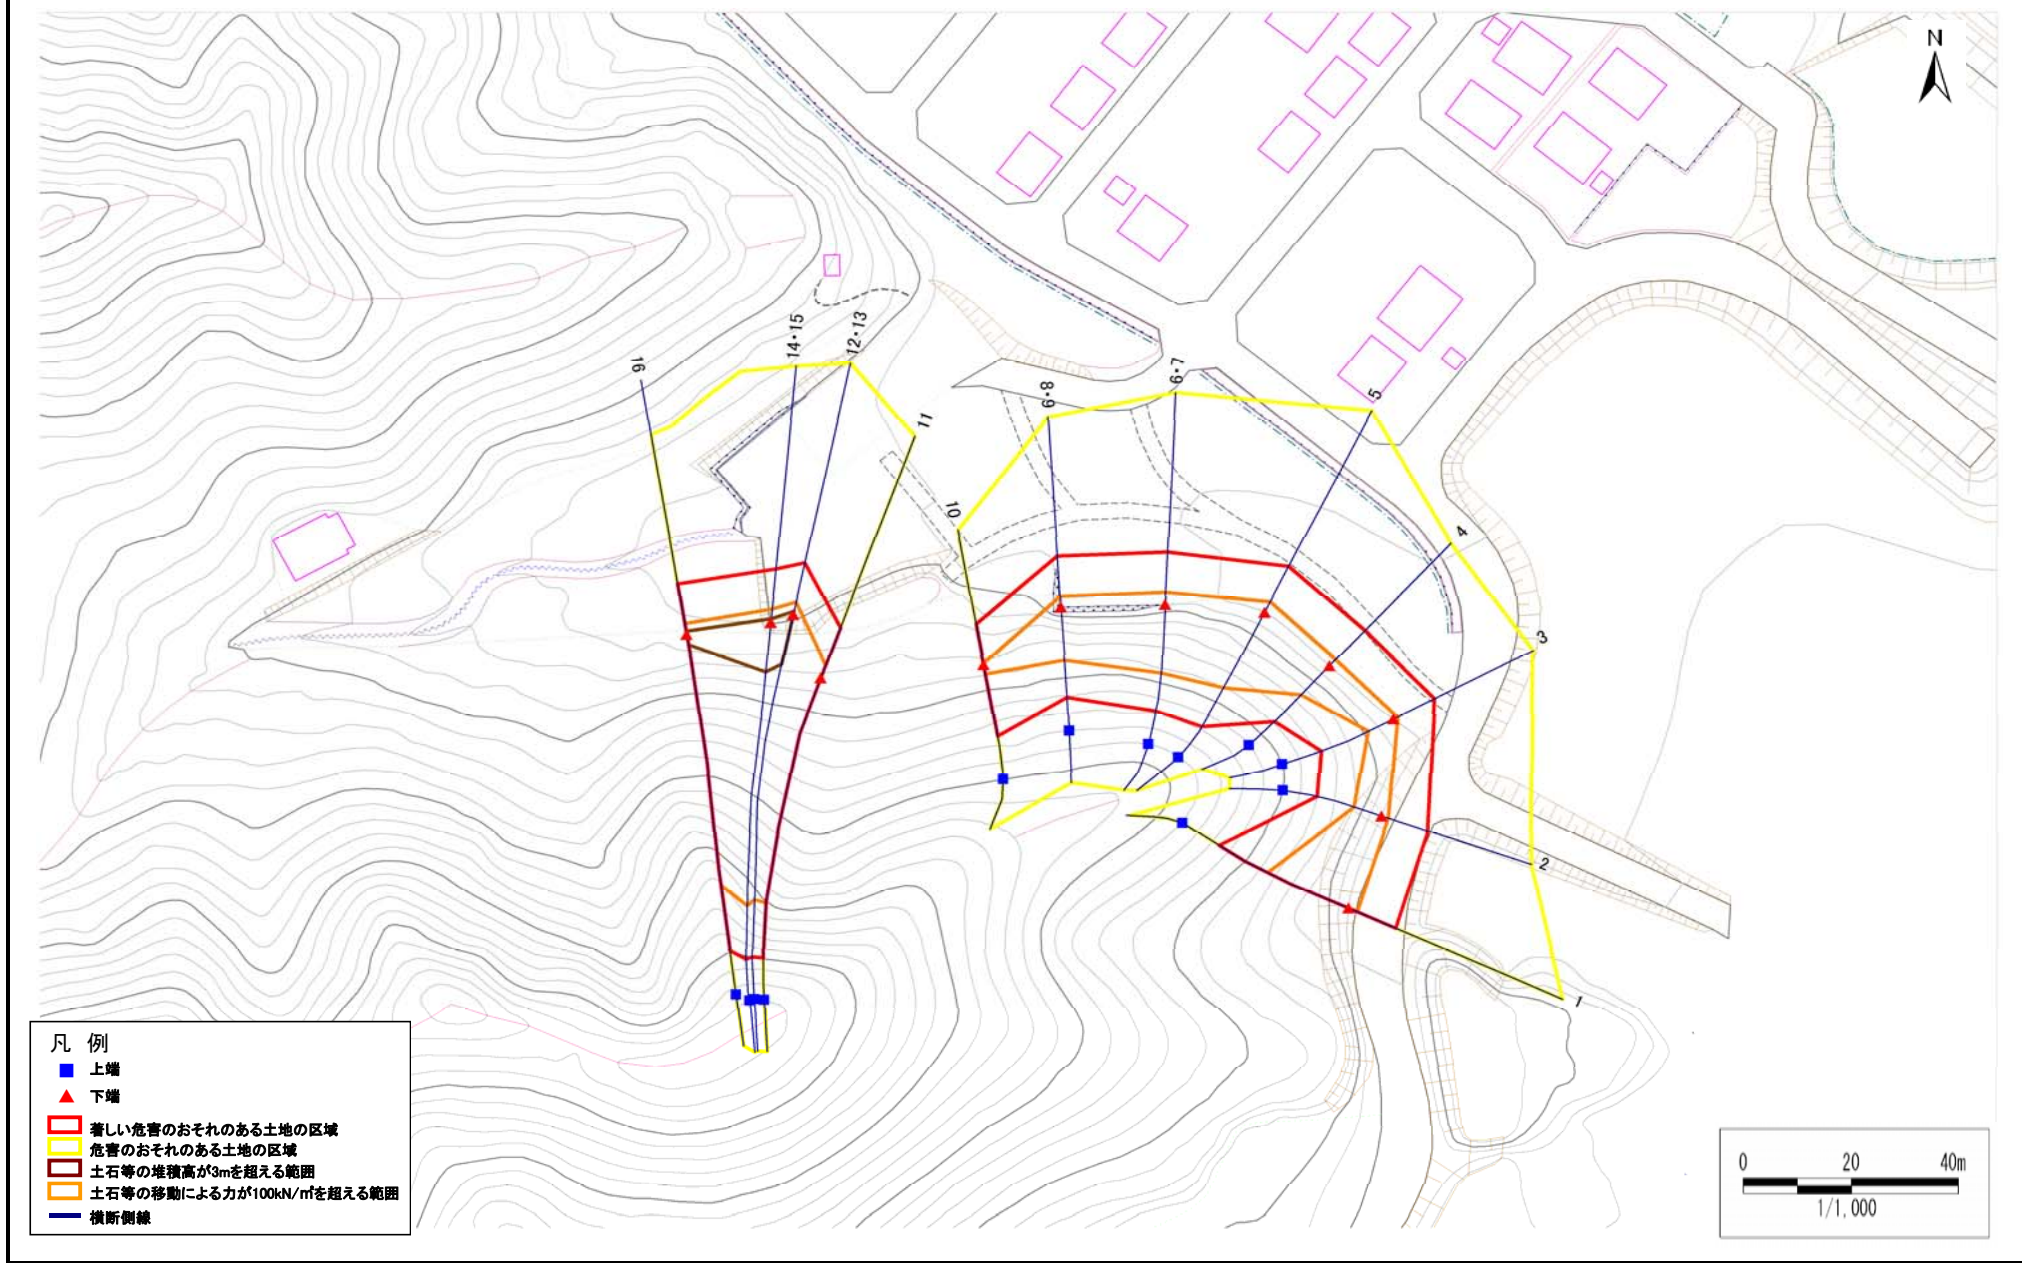 N
14・15
12・13
16
11
10
8・9
6・7
5
4
3
2
1
凡 例
上端
下端
著しい危害のおそれのある土地の区域
危害のおそれのある土地の区域
土石等の堆積高が3mを超える範囲
土石等の移動による力が100kN/㎡を超える範囲
横断側線
0 20 40m
1/1,000